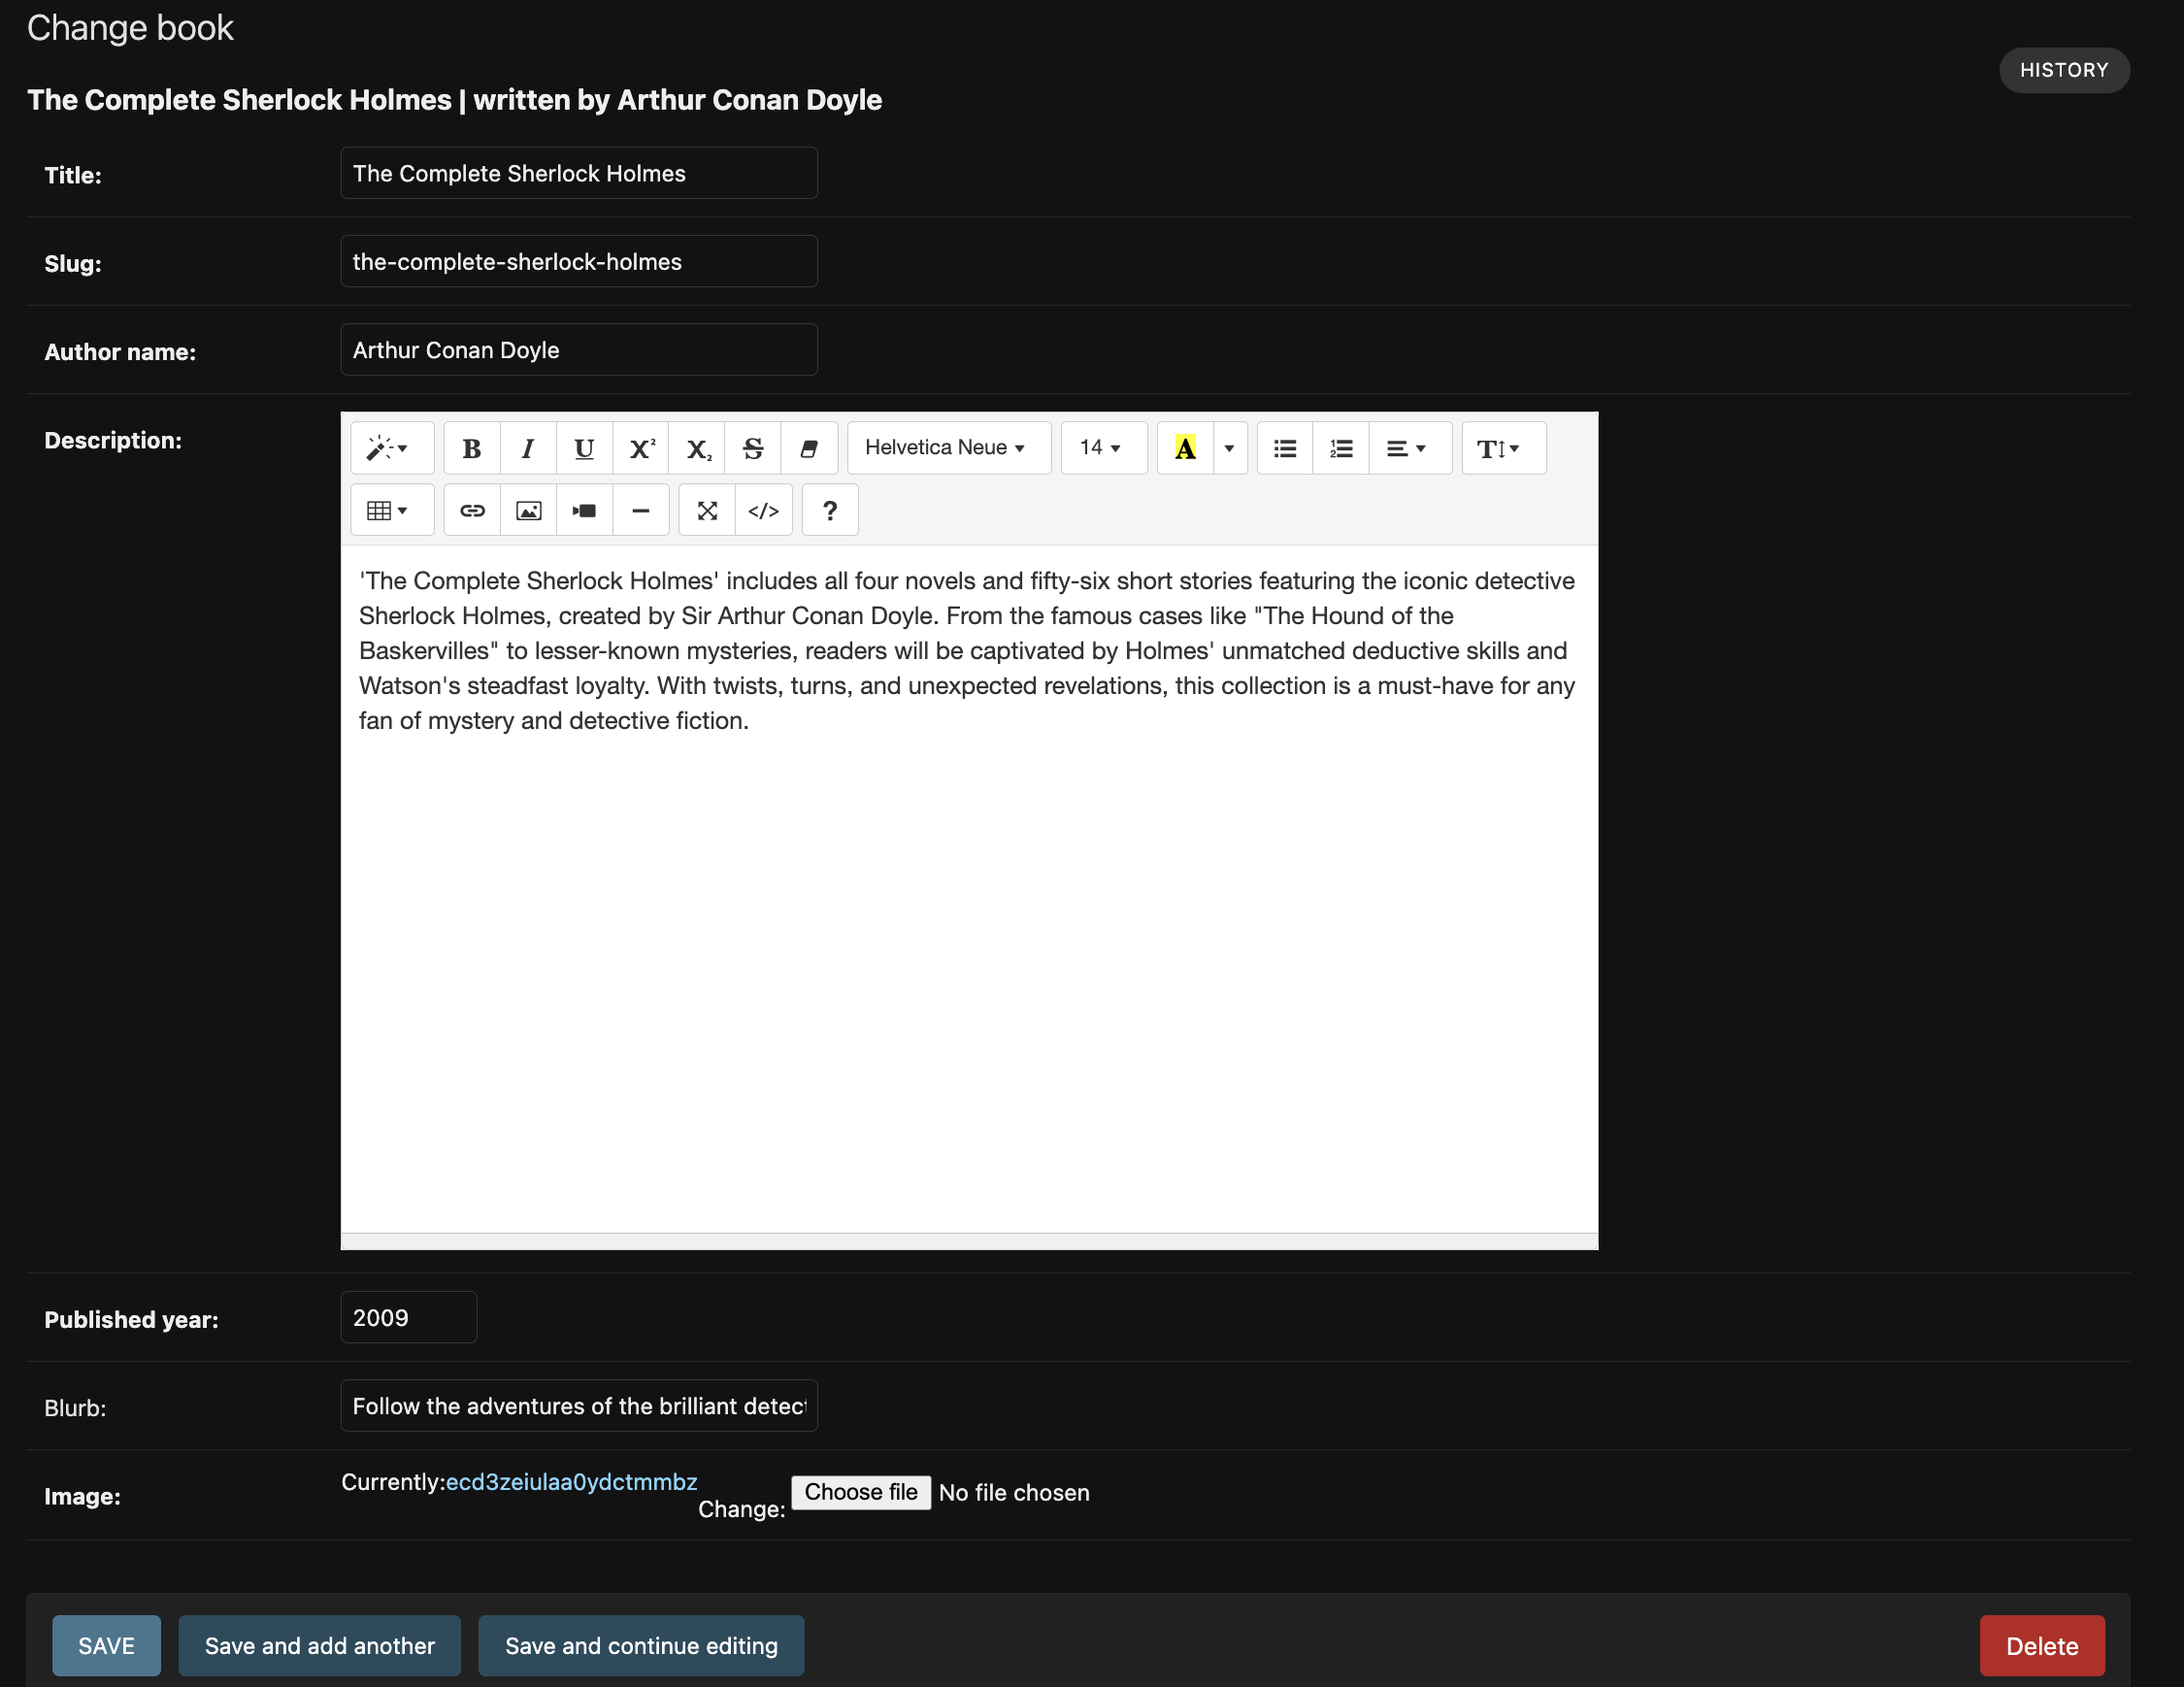 Change book
HISTORY
The Complete Sherlock Holmes | written by Arthur Conan Doyle
Title: The Complete Sherlock Holmes
Slug: the-complete-sherlock-holmes
Author name: Arthur Conan Doyle
Description:
B I U X² X₂ S Helvetica Neue 14 A T
</> ?
'The Complete Sherlock Holmes' includes all four novels and fifty-six short stories featuring the iconic detective
Sherlock Holmes, created by Sir Arthur Conan Doyle. From the famous cases like "The Hound of the
Baskervilles" to lesser-known mysteries, readers will be captivated by Holmes' unmatched deductive skills and
Watson's steadfast loyalty. With twists, turns, and unexpected revelations, this collection is a must-have for any
fan of mystery and detective fiction.
Published year: 2009
Blurb: Follow the adventures of the brilliant detect
Image: Currently:ecd3zeiulaa0ydctmmbz
Change: Choose file No file chosen
SAVE Save and add another Save and continue editing Delete